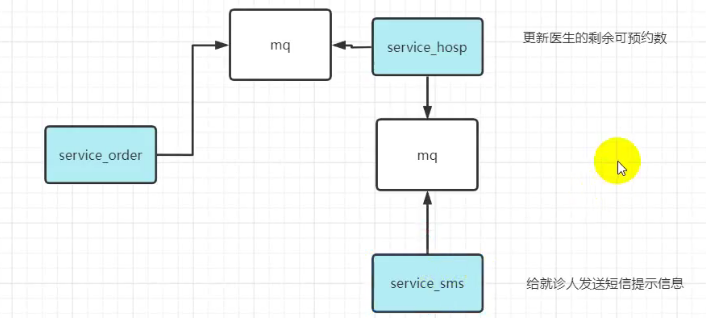 mq
service_hosp
更新医生的剩余可预约数
service_order
mq
service_sms
给就诊人发送短信提示信息